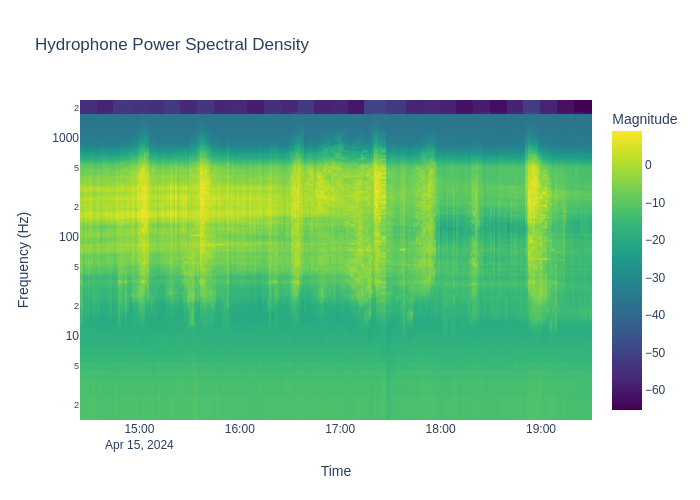 Hydrophone Power Spectral Density
Magnitude
2
1000
5
2
100
5
2
10
5
2
0
−10
−20
−30
−40
−50
−60
Frequency (Hz)
15:00 16:00 17:00 18:00 19:00
Apr 15, 2024
Time